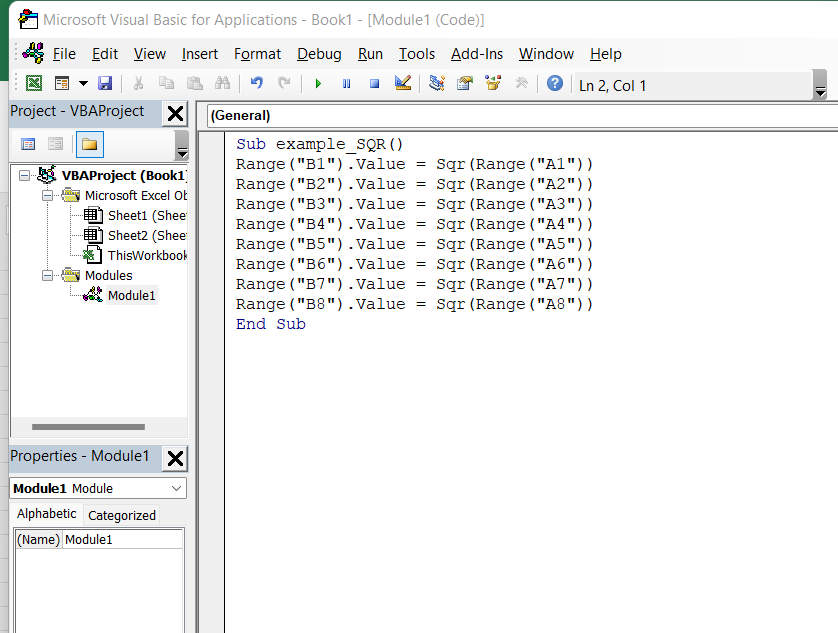 Microsoft Visual Basic for Applications - Book1 - [Module1 (Code)]
File Edit View Insert Format Debug Run Tools Add-Ins Window Help
Ln 2, Col 1
Project - VBAProject
VBAProject (Book1)
Microsoft Excel Ob
Sheet1 (Shee
Sheet2 (Shee
ThisWorkbook
Modules
Module1
Properties - Module1
Module1 Module
Alphabetic Categorized
(Name) Module1
(General)
Sub example_SQR()
Range("B1").Value = Sqr(Range("A1"))
Range("B2").Value = Sqr(Range("A2"))
Range("B3").Value = Sqr(Range("A3"))
Range("B4").Value = Sqr(Range("A4"))
Range("B5").Value = Sqr(Range("A5"))
Range("B6").Value = Sqr(Range("A6"))
Range("B7").Value = Sqr(Range("A7"))
Range("B8").Value = Sqr(Range("A8"))
End Sub